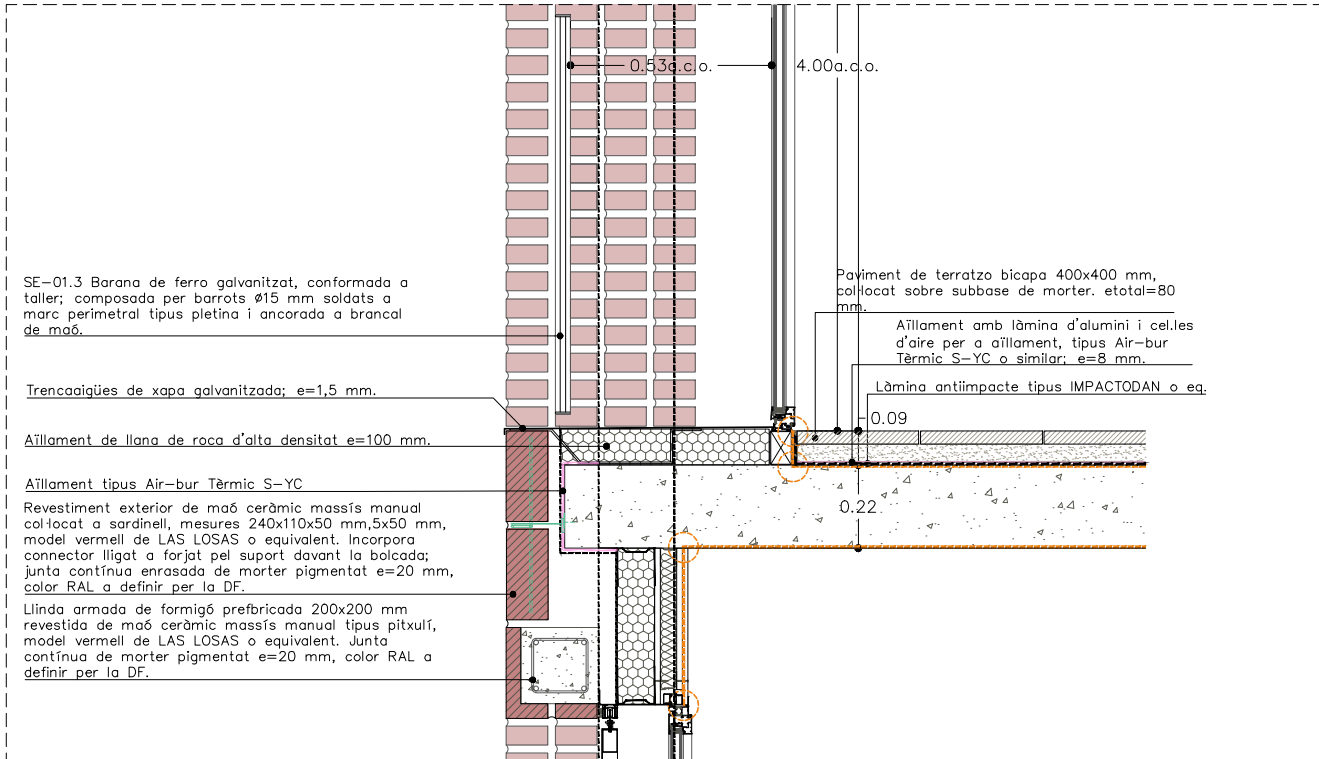 0.53a.c.o.
4.00a.c.o.
SE-01.3 Barana de ferro galvanitzat, conformada a
taller; composada per barrots ø15 mm soldats a
marc perimetral tipus pletina i ancorada a brancal
de maó.
Paviment de terratzo bicapa 400x400 mm,
col·locat sobre subbase de morter. etotal=80
mm.
Aïllament amb làmina d'alumini i cel.les
d'aire per a aïllament, tipus Air-bur
Tèrmic S-YC o similar; e=8 mm.
Làmina antiimpacte tipus IMPACTODAN o eq.
Trencaaigües de xapa galvanitzada; e=1,5 mm.
0.09
Aïllament de llana de roca d'alta densitat e=100 mm.
Aïllament tipus Air-bur Tèrmic S-YC
0.22
Revestiment exterior de maó ceràmic massís manual
col·locat a sardinell, mesures 240x110x50 mm,5x50 mm,
model vermell de LAS LOSAS o equivalent. Incorpora
connector lligat a forjat pel suport davant la bolcada;
junta contínua enrasada de morter pigmentat e=20 mm,
color RAL a definir per la DF.
Llinda armada de formigó prefbricada 200x200 mm
revestida de maó ceràmic massís manual tipus pitxulí,
model vermell de LAS LOSAS o equivalent. Junta
contínua de morter pigmentat e=20 mm, color RAL a
definir per la DF.